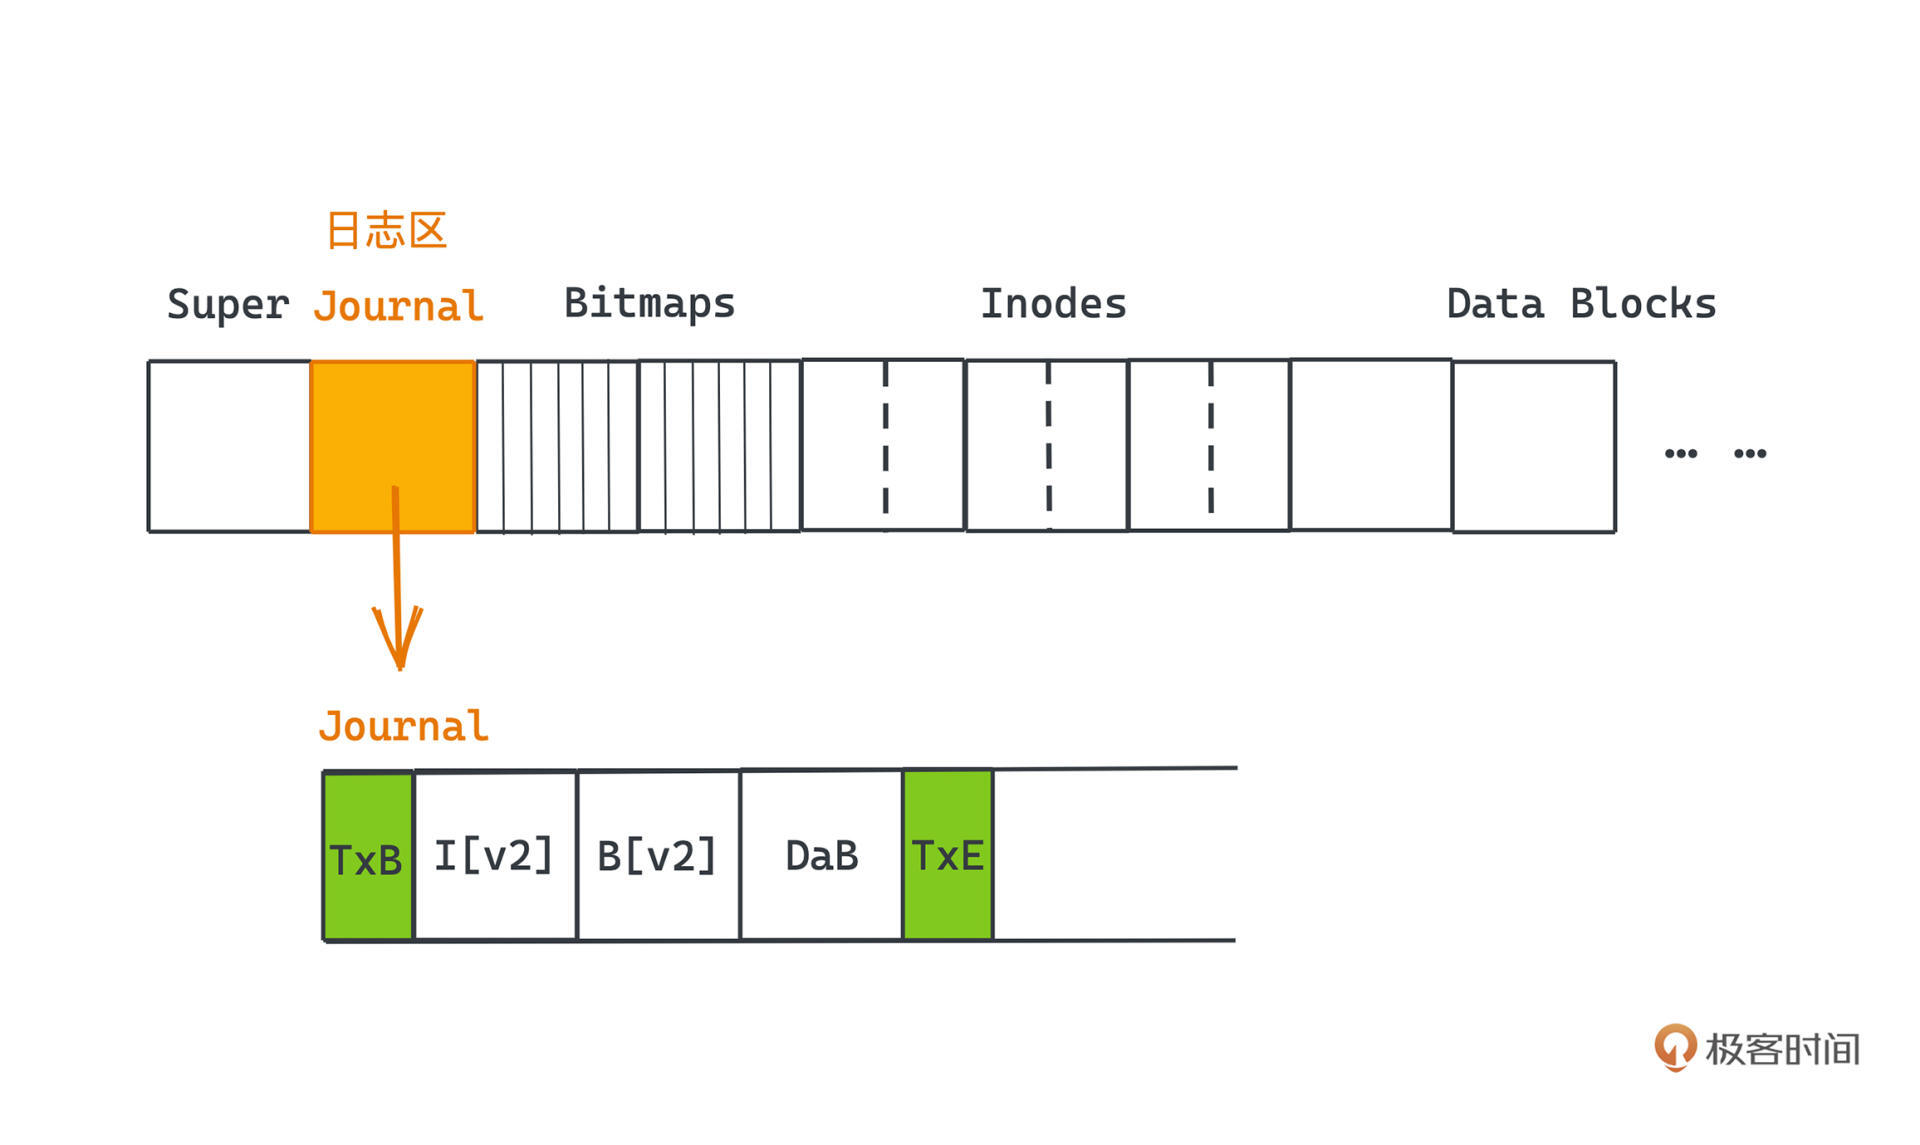 日志区
Super Journal Bitmaps Inodes Data Blocks
... ...
Journal
TxB I[v2] B[v2] DaB TxE
极客时间